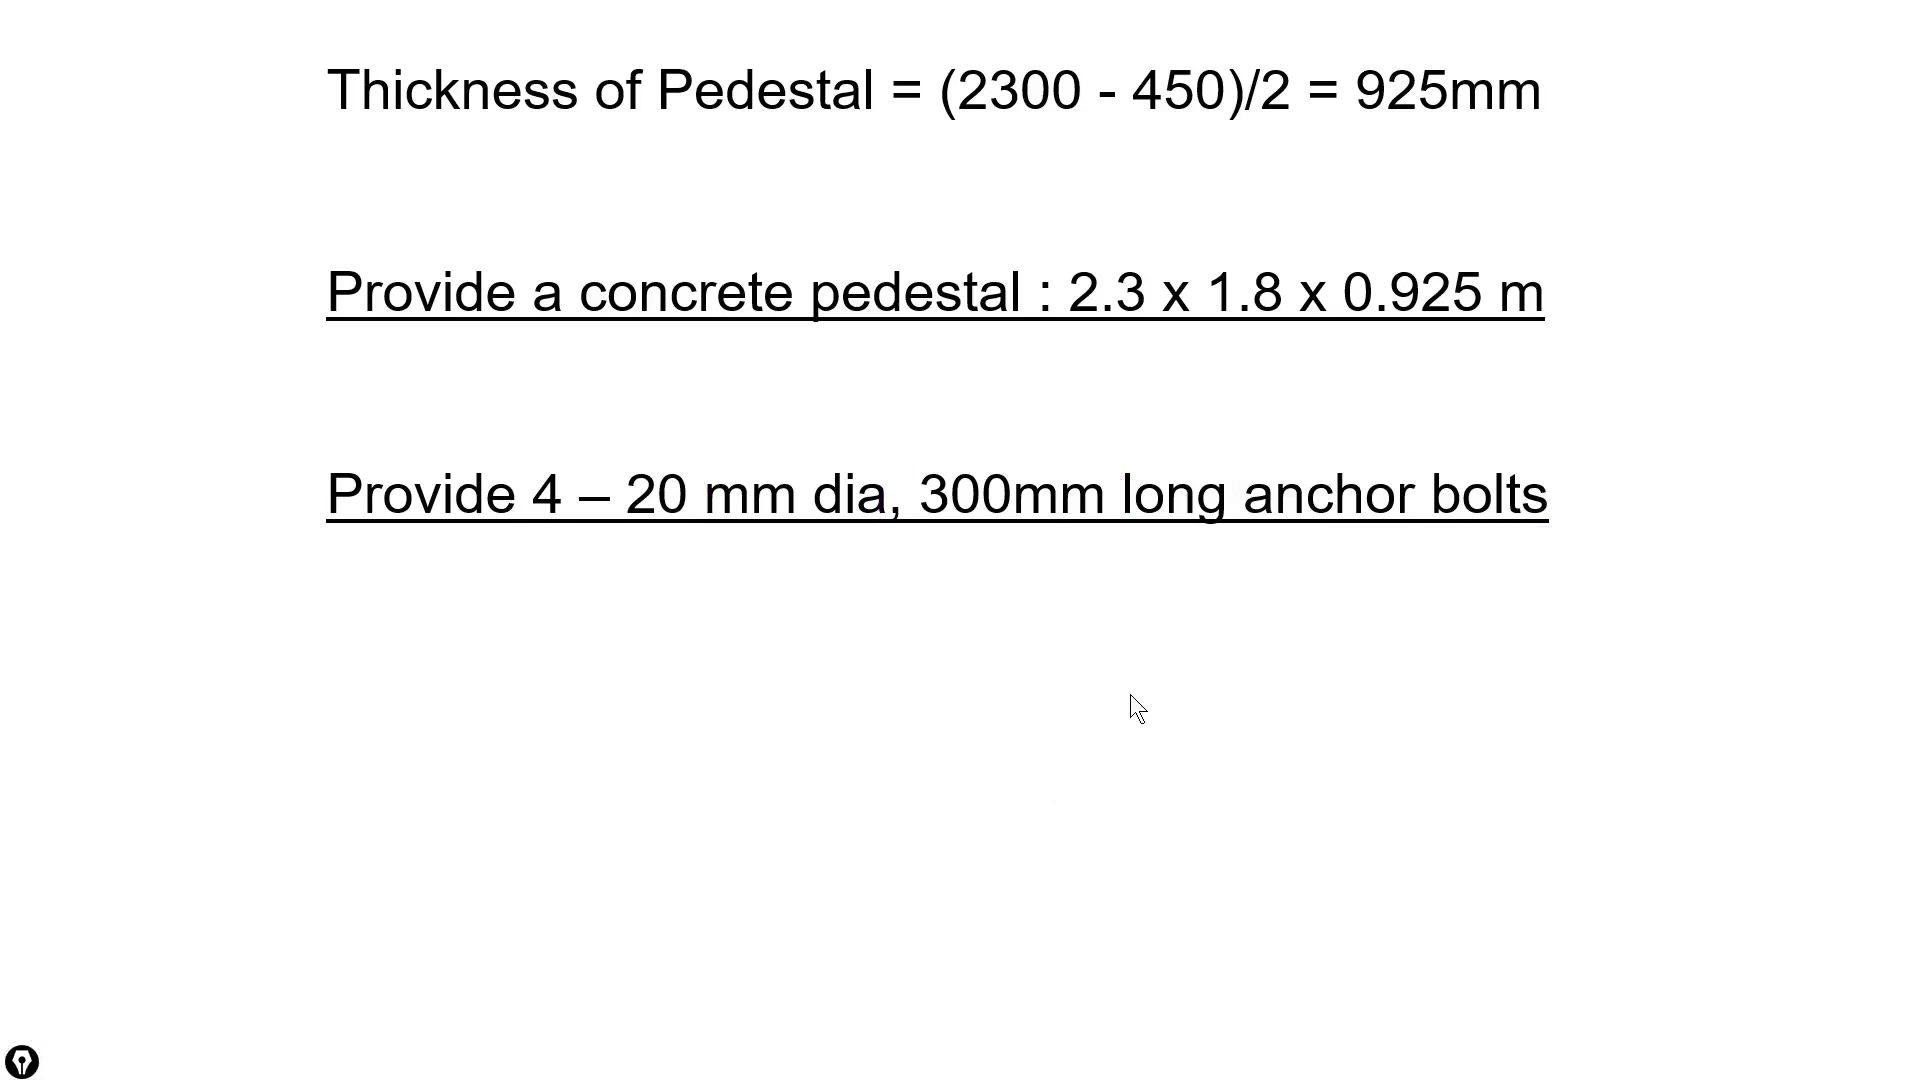 Thickness of Pedestal = (2300 - 450)/2 = 925mm
Provide a concrete pedestal : 2.3 x 1.8 x 0.925 m
Provide 4 – 20 mm dia, 300mm long anchor bolts